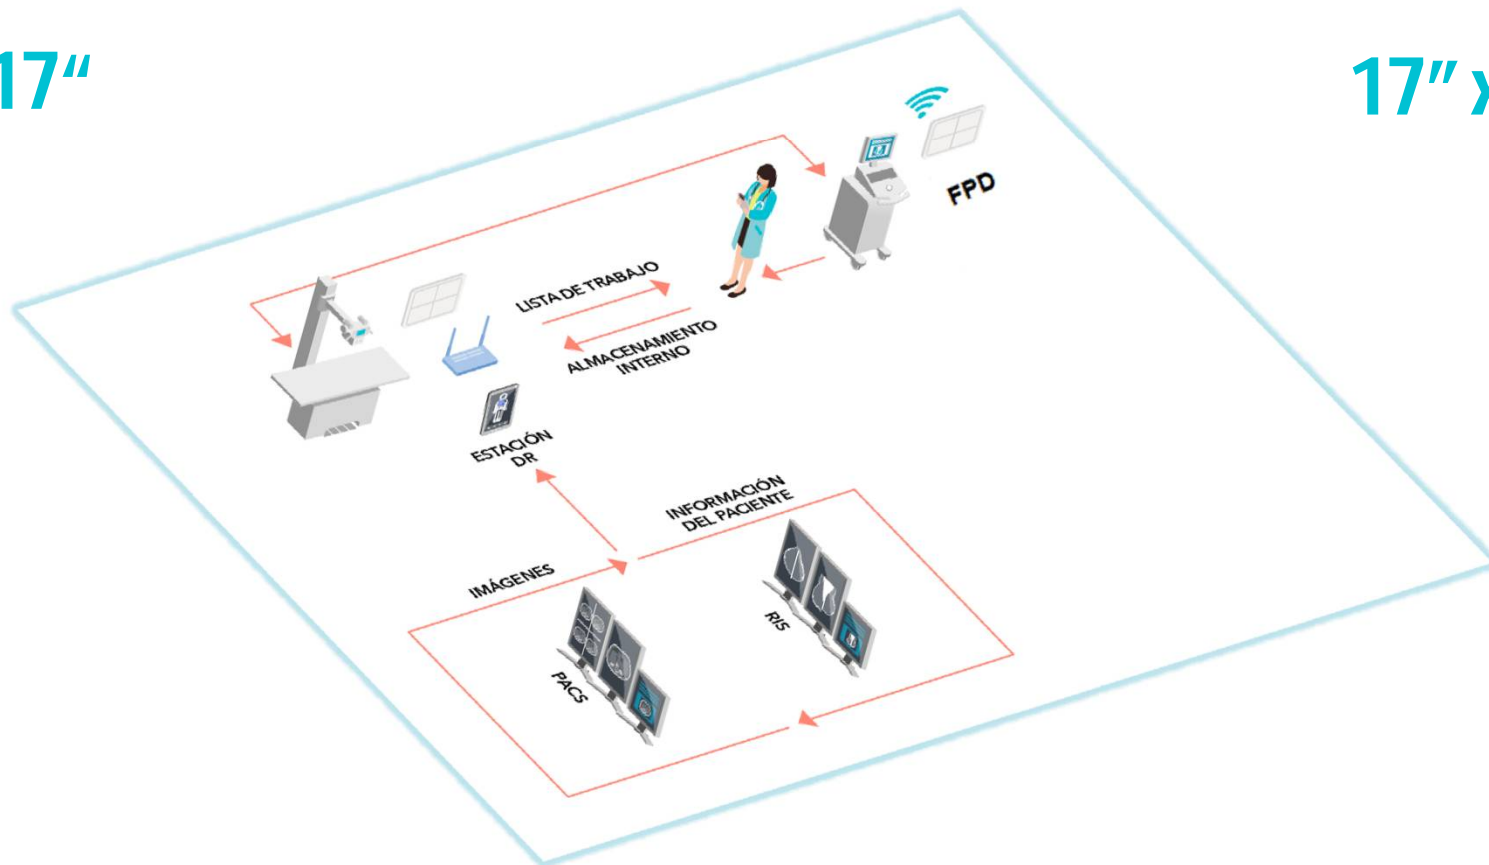 17“
17” x
FPD
LISTA DE TRABAJO
ALMACENAMIENTO
INTERNO
ESTACIÓN
DR
INFORMACIÓN
DEL PACIENTE
IMÁGENES
RIS
PACS